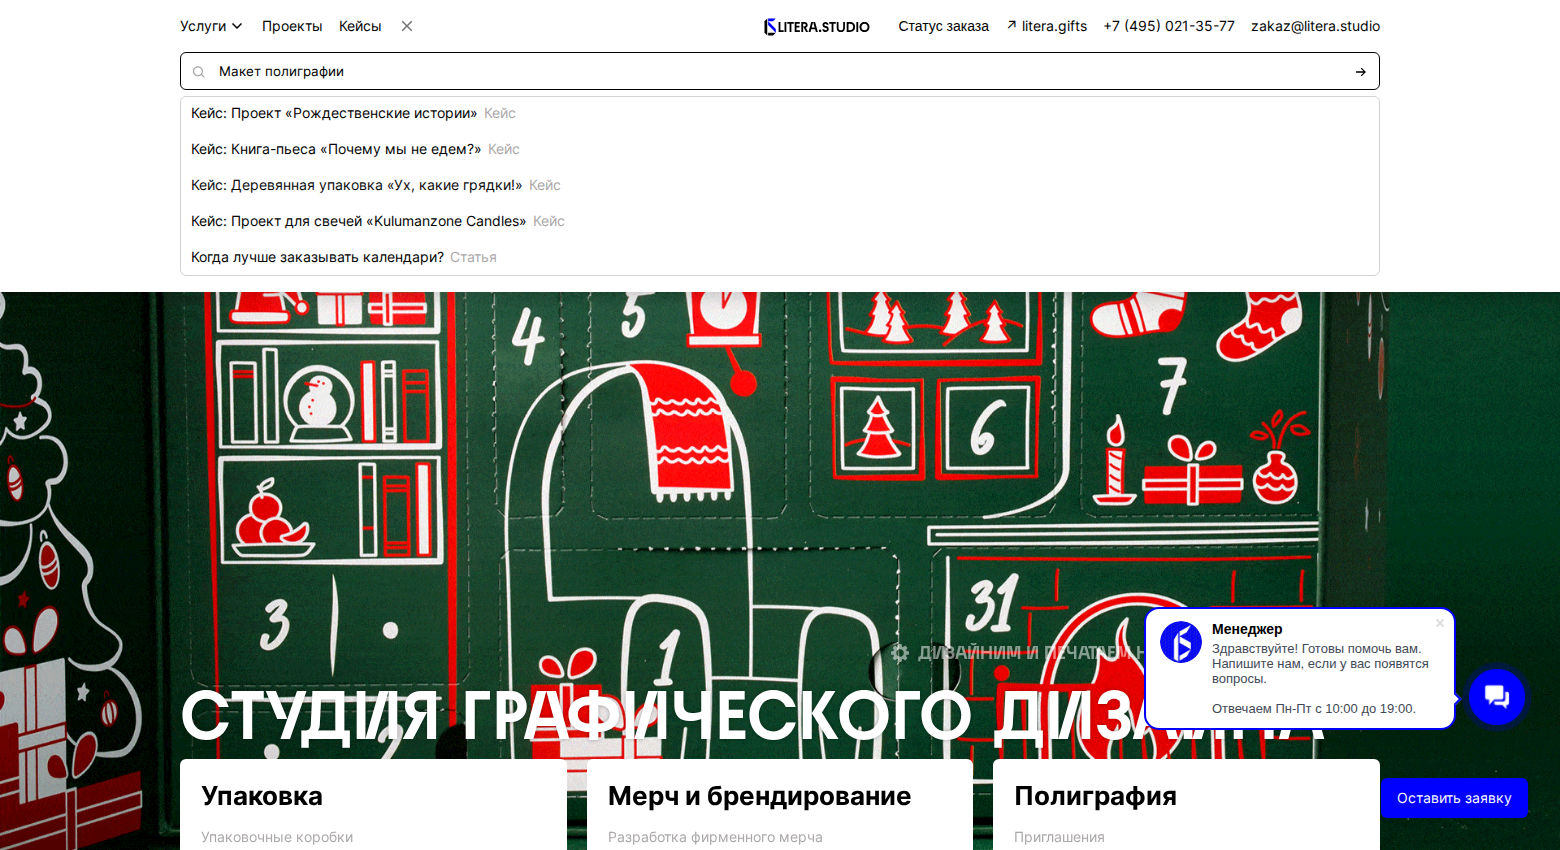 Услуги Проекты Кейсы LITERA.STUDIO Статус заказа ↗ litera.gifts +7 (495) 021-35-77 zakaz@litera.studio
Макет полиграфии
Кейс: Проект «Рождественские истории» Кейс
Кейс: Книга-пьеса «Почему мы не едем?» Кейс
Кейс: Деревянная упаковка «Ух, какие грядки!» Кейс
Кейс: Проект для свечей «Kulumanzone Candles» Кейс
Когда лучше заказывать календари? Статья
4
5
7
6
3
31
1
2
ДИЗАЙНИМ И ПЕЧАТАЕМ
СТУДИЯ ГРАФИЧЕСКОГО
Менеджер
Здравствуйте! Готовы помочь вам.
Напишите нам, если у вас появятся
вопросы.
Отвечаем Пн-Пт с 10:00 до 19:00.
Оставить заявку
Упаковка
Упаковочные коробки
Мерч и брендирование
Разработка фирменного мерча
Полиграфия
Приглашения